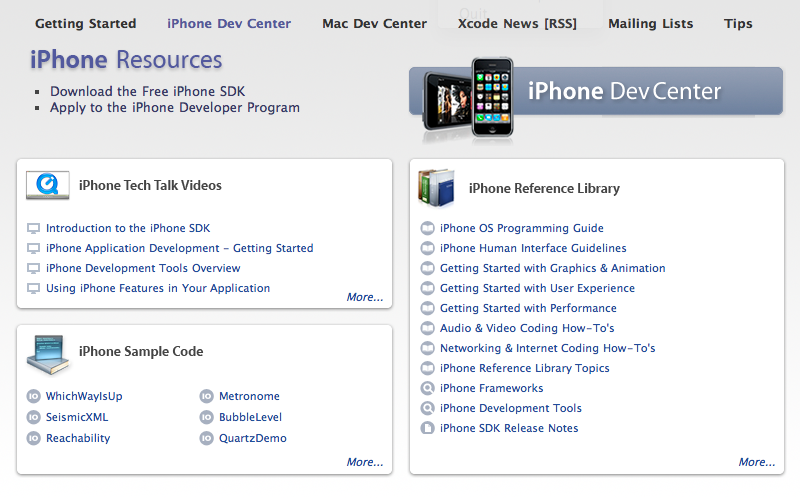 Getting Started iPhone Dev Center Mac Dev Center Xcode News [RSS] Mailing Lists Tips
iPhone Resources
Download the Free iPhone SDK
Apply to the iPhone Developer Program
iPhone Dev Center
iPhone Tech Talk Videos
Introduction to the iPhone SDK
iPhone Application Development - Getting Started
iPhone Development Tools Overview
Using iPhone Features in Your Application
More...
iPhone Sample Code
WhichWayIsUp Metronome
SeismicXML BubbleLevel
Reachability QuartzDemo
More...
iPhone Reference Library
iPhone OS Programming Guide
iPhone Human Interface Guidelines
Getting Started with Graphics & Animation
Getting Started with User Experience
Getting Started with Performance
Audio & Video Coding How-To's
Networking & Internet Coding How-To's
iPhone Reference Library Topics
iPhone Frameworks
iPhone Development Tools
iPhone SDK Release Notes
More...